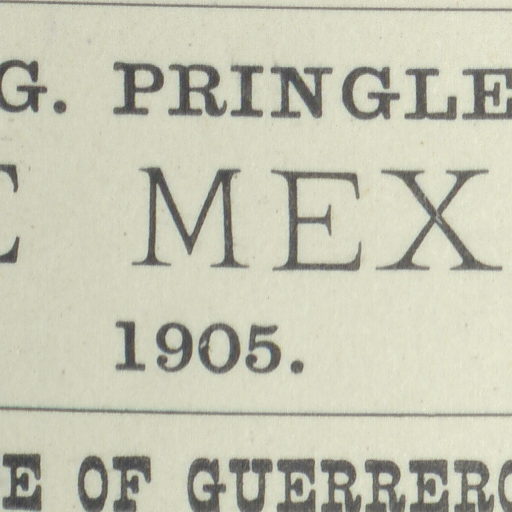 G. PRINGLE
E MEX
1905.
E OF GUERRERO